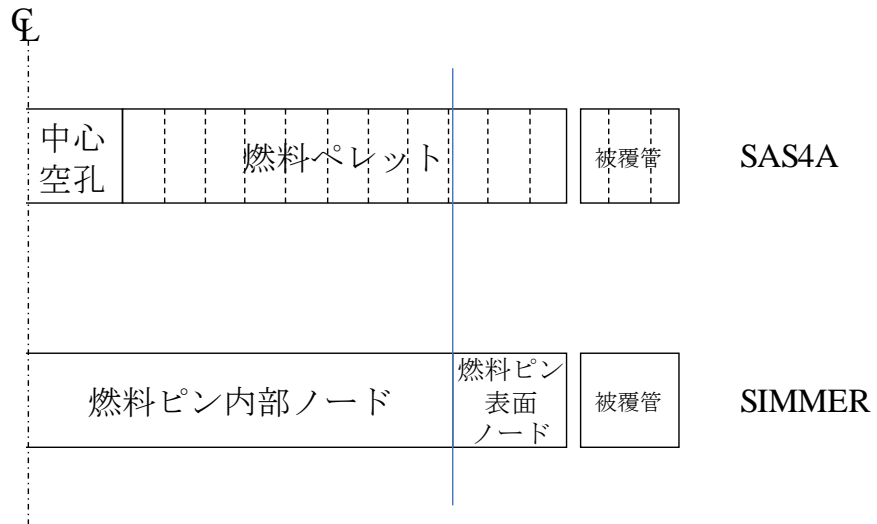 ℄
中心
空孔
燃料ペレット
被覆管
SAS4A
燃料ピン内部ノード
燃料ピン
表面
ノード
被覆管
SIMMER